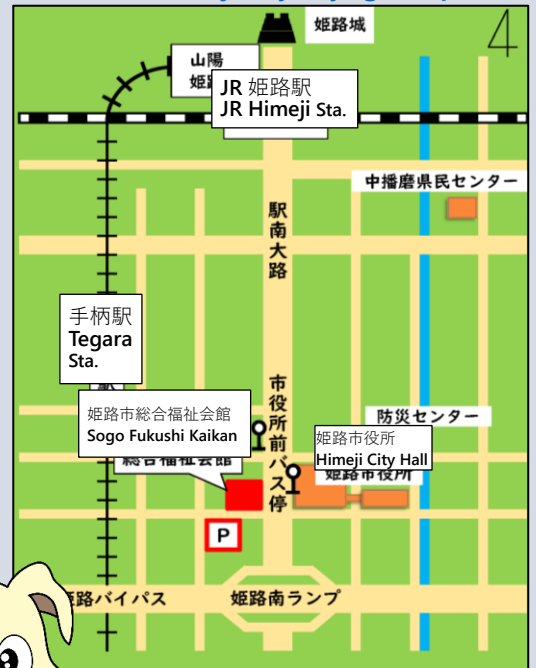 姫路城
山陽
JR 姫路駅
JR Himeji Sta.
中播磨県民センター
駅南大路
手柄駅
Tegara
Sta.
市役所前バス停
姫路市総合福祉会館
Sogo Fukushi Kaikan
防災センター
姫路市役所
Himeji City Hall
総合福祉会館
姫路市役所
P
姫路バイパス
姫路南ランプ